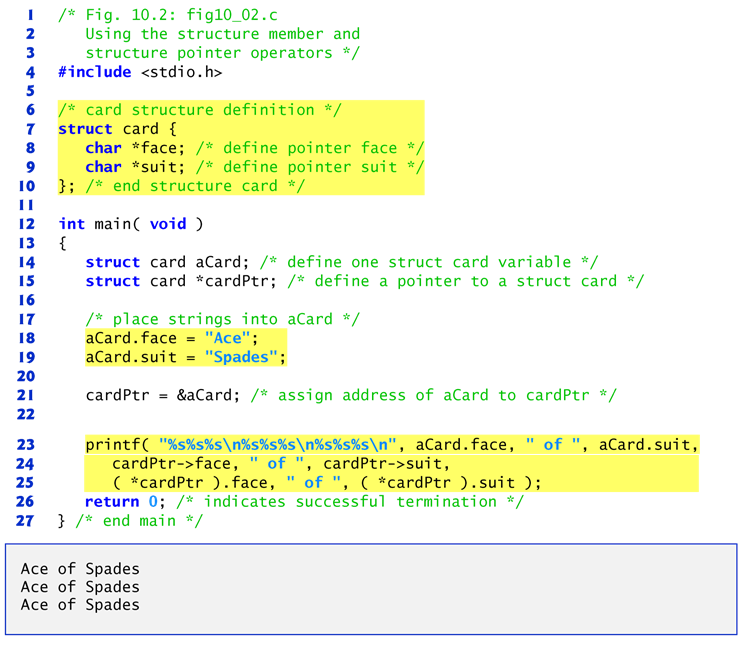 1 /* Fig. 10.2: fig10_02.c
2 Using the structure member and
3 structure pointer operators */
4 #include <stdio.h>
5
6 /* card structure definition */
7 struct card {
8 char *face; /* define pointer face */
9 char *suit; /* define pointer suit */
10 }; /* end structure card */
11
12 int main( void )
13 {
14 struct card aCard; /* define one struct card variable */
15 struct card *cardPtr; /* define a pointer to a struct card */
16
17 /* place strings into aCard */
18 aCard.face = "Ace";
19 aCard.suit = "Spades";
20
21 cardPtr = &aCard; /* assign address of aCard to cardPtr */
22
23 printf( "%s%s%s\n%s%s%s\n%s%s%s\n", aCard.face, " of ", aCard.suit,
24 cardPtr->face, " of ", cardPtr->suit,
25 ( *cardPtr ).face, " of ", ( *cardPtr ).suit );
26 return 0; /* indicates successful termination */
27 } /* end main */
Ace of Spades
Ace of Spades
Ace of Spades